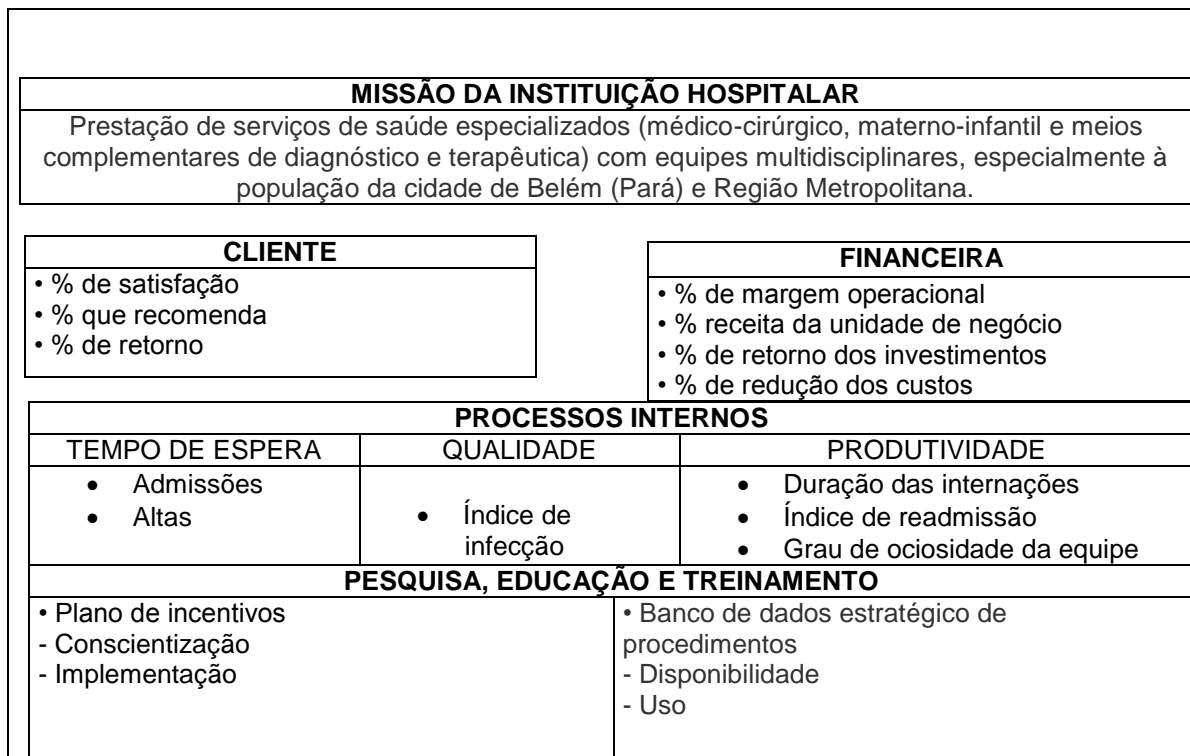 MISSÃO DA INSTITUIÇÃO HOSPITALAR
Prestação de serviços de saúde especializados (médico-cirúrgico, materno-infantil e meios
complementares de diagnóstico e terapêutica) com equipes multidisciplinares, especialmente à
população da cidade de Belém (Pará) e Região Metropolitana.
CLIENTE
• % de satisfação
• % que recomenda
• % de retorno
FINANCEIRA
• % de margem operacional
• % receita da unidade de negócio
• % de retorno dos investimentos
• % de redução dos custos
PROCESSOS INTERNOS
TEMPO DE ESPERA
• Admissões
• Altas
QUALIDADE
• Índice de
infecção
PRODUTIVIDADE
• Duração das internações
• Índice de readmissão
• Grau de ociosidade da equipe
PESQUISA, EDUCAÇÃO E TREINAMENTO
• Plano de incentivos
- Conscientização
- Implementação
• Banco de dados estratégico de
procedimentos
- Disponibilidade
- Uso